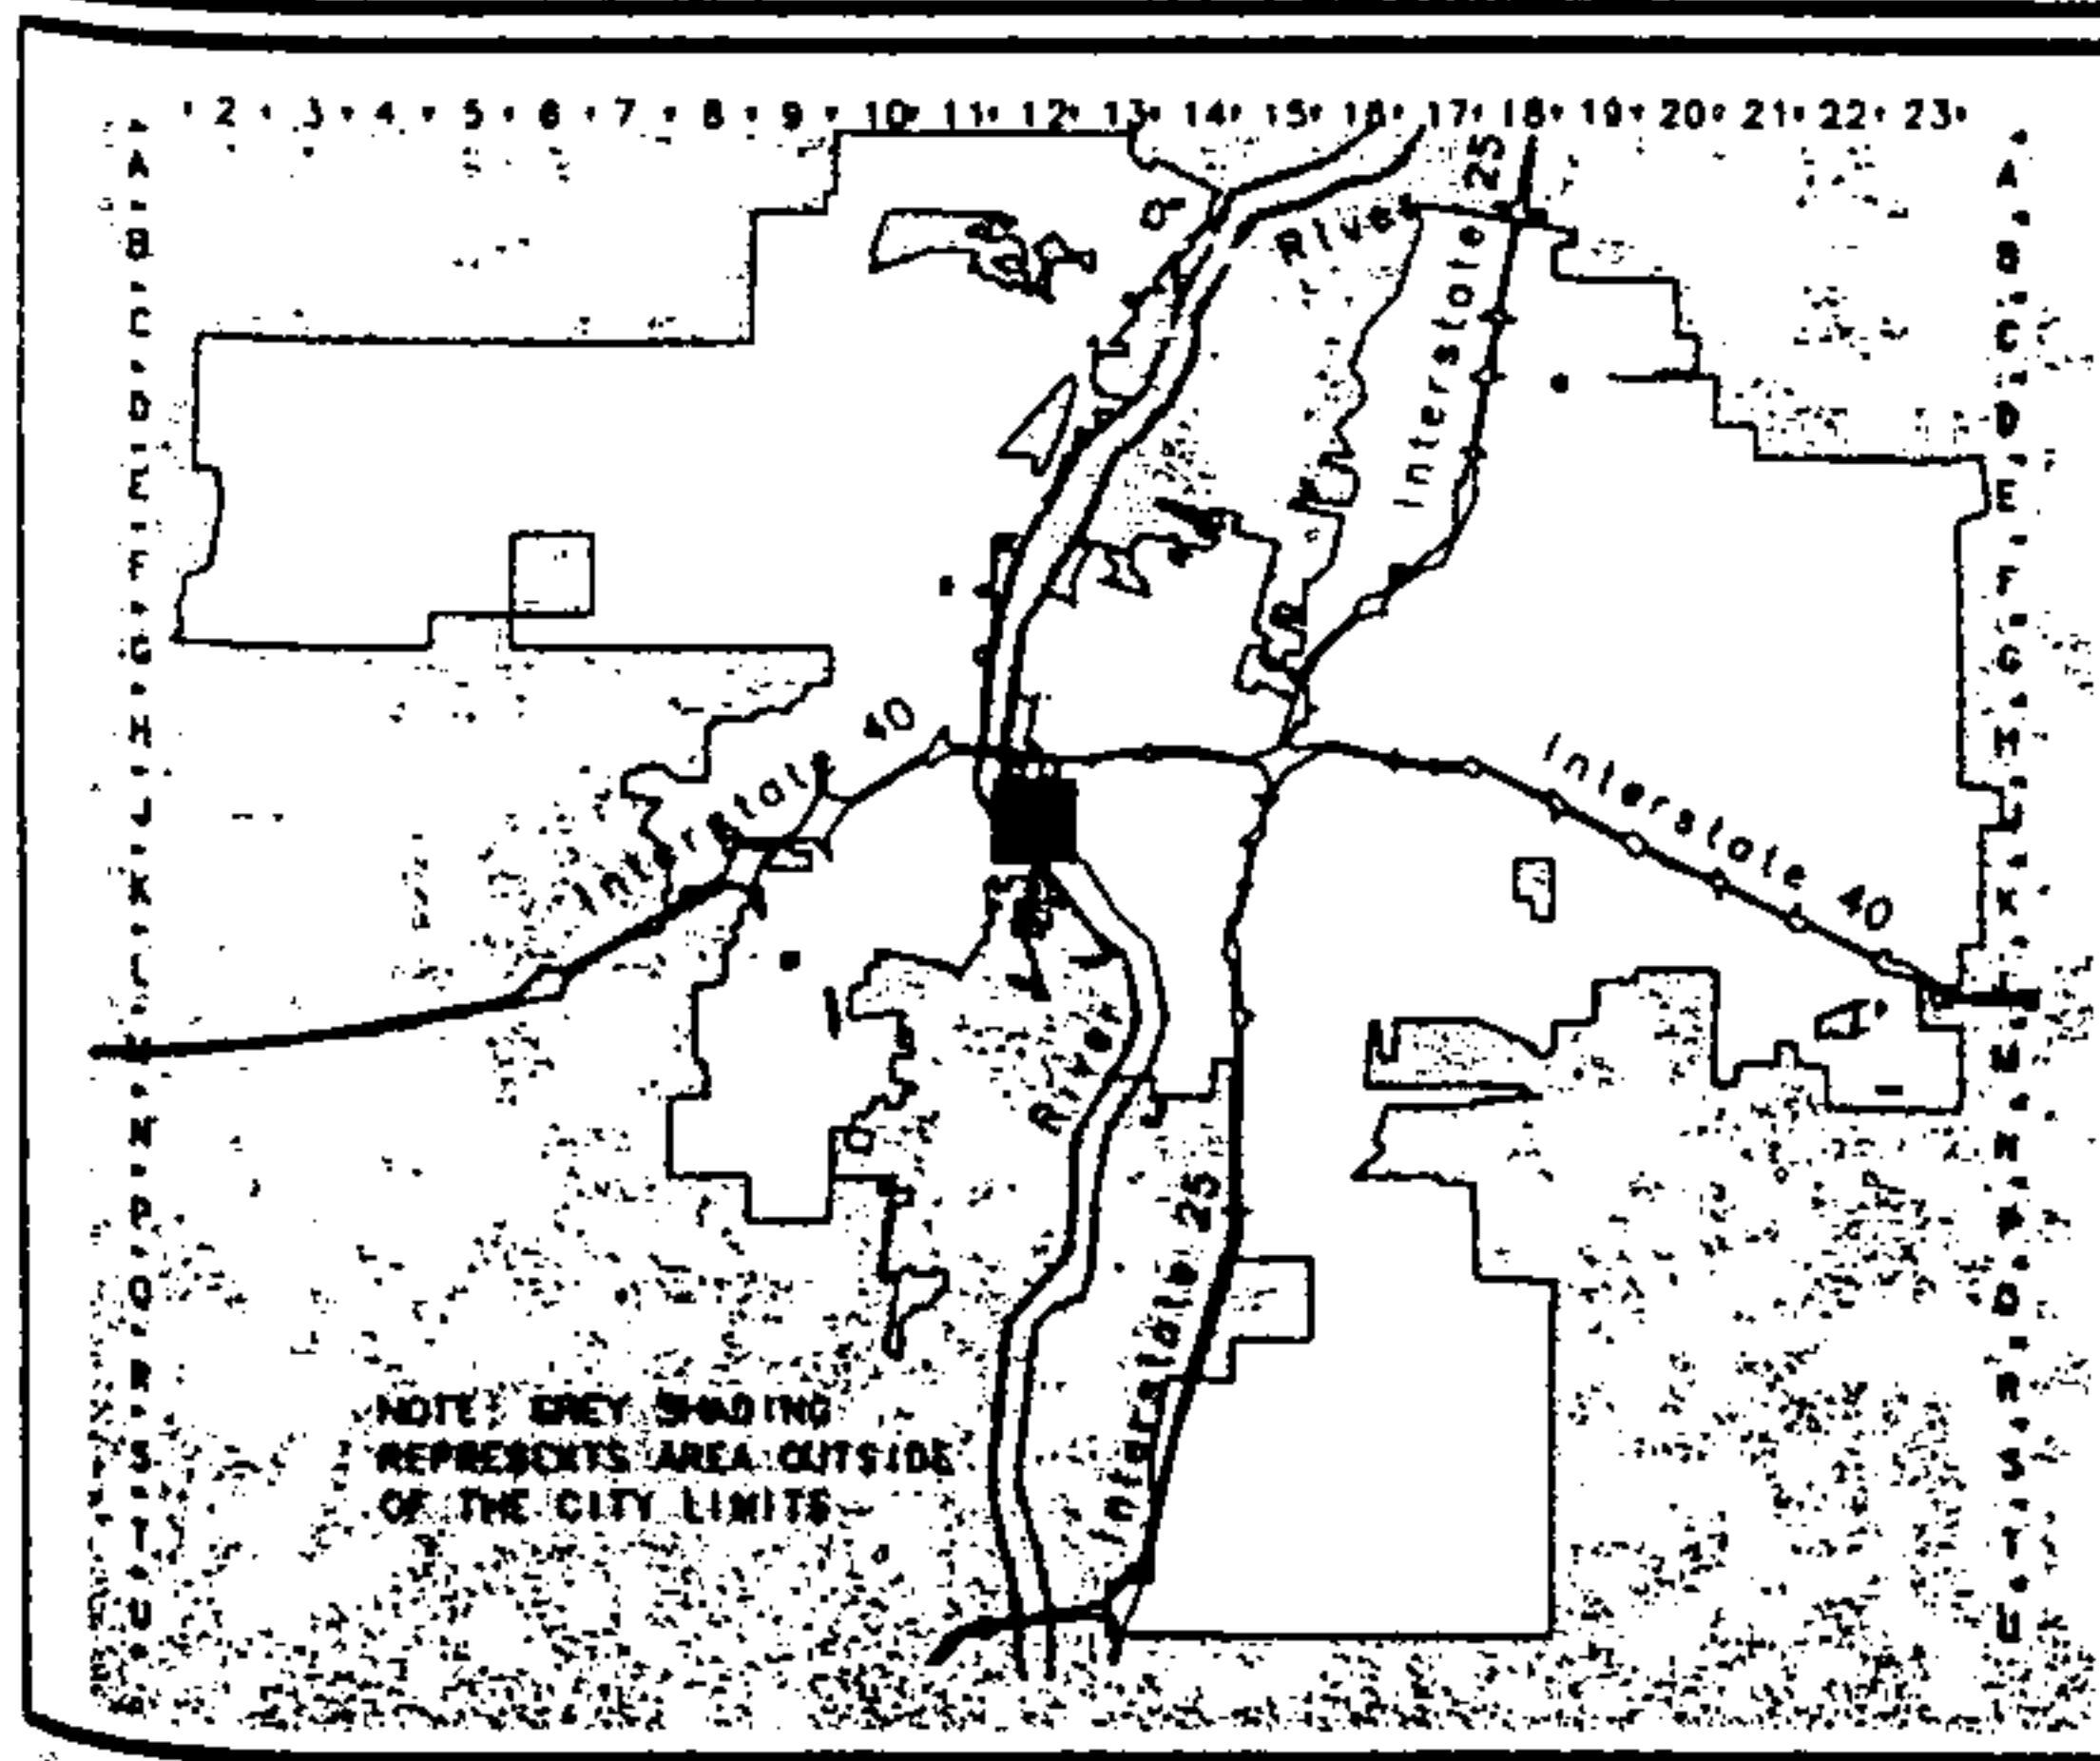 2 3 4 5 6 7 8 9 10 11 12 13 14 15 16 17 18 19 20 21 22 23
A
B
C
D
E
F
G
H
J
K
L
M
N
P
Q
R
S
T
U
A
B
C
D
E
F
G
H
J
K
L
M
N
P
Q
R
S
T
U
River
Interstate 25
Interstate 40
Interstate 40
River
Interstate 25
NOTE: GREY SHADING
REPRESENTS AREA OUTSIDE
OF THE CITY LIMITS